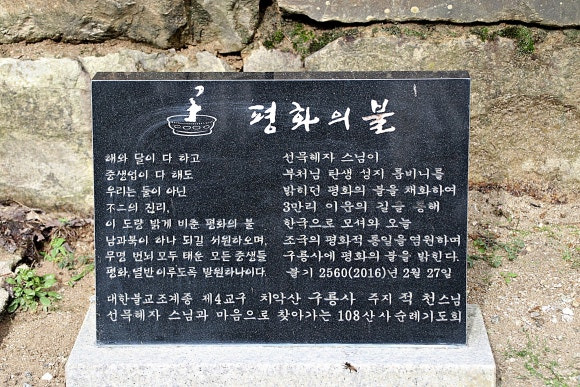 평화의불
해와 달이 다 하고
중생업이 다 해도
우리는 둘이 아닌
不二의 진리,
이 도량 밝게 비춘 평화의 불
남과북이 하나 되길 서원하오며,
무명 번뇌 모두 태운 모든 중생들
평화, 열반 이루도록 발원하나이다.
선묵혜자 스님이
부처님 탄생 성지 룸비니를
밝히던 평화의 불을 채화하여
3만리 이운의 길을 통해
한국으로 모셔와 오늘
조국의 평화적 통일을 염원하며
구룡사에 평화의 불을 밝힌다.
불기 2560(2016)년 2월 27일
대한불교조계종 제4교구 치악산 구룡사 주지 적 천스님
선묵혜자 스님과 마음으로 찾아가는 108산사순례기도회